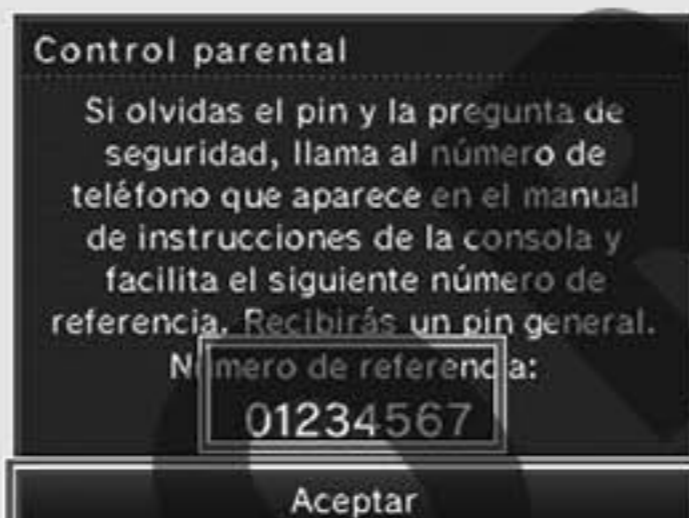 Control parental
Si olvidas el pin y la pregunta de
seguridad, llama al número de
teléfono que aparece en el manual
de instrucciones de la consola y
facilita el siguiente número de
referencia. Recibirás un pin general.
Número de referencia:
01234567
Aceptar